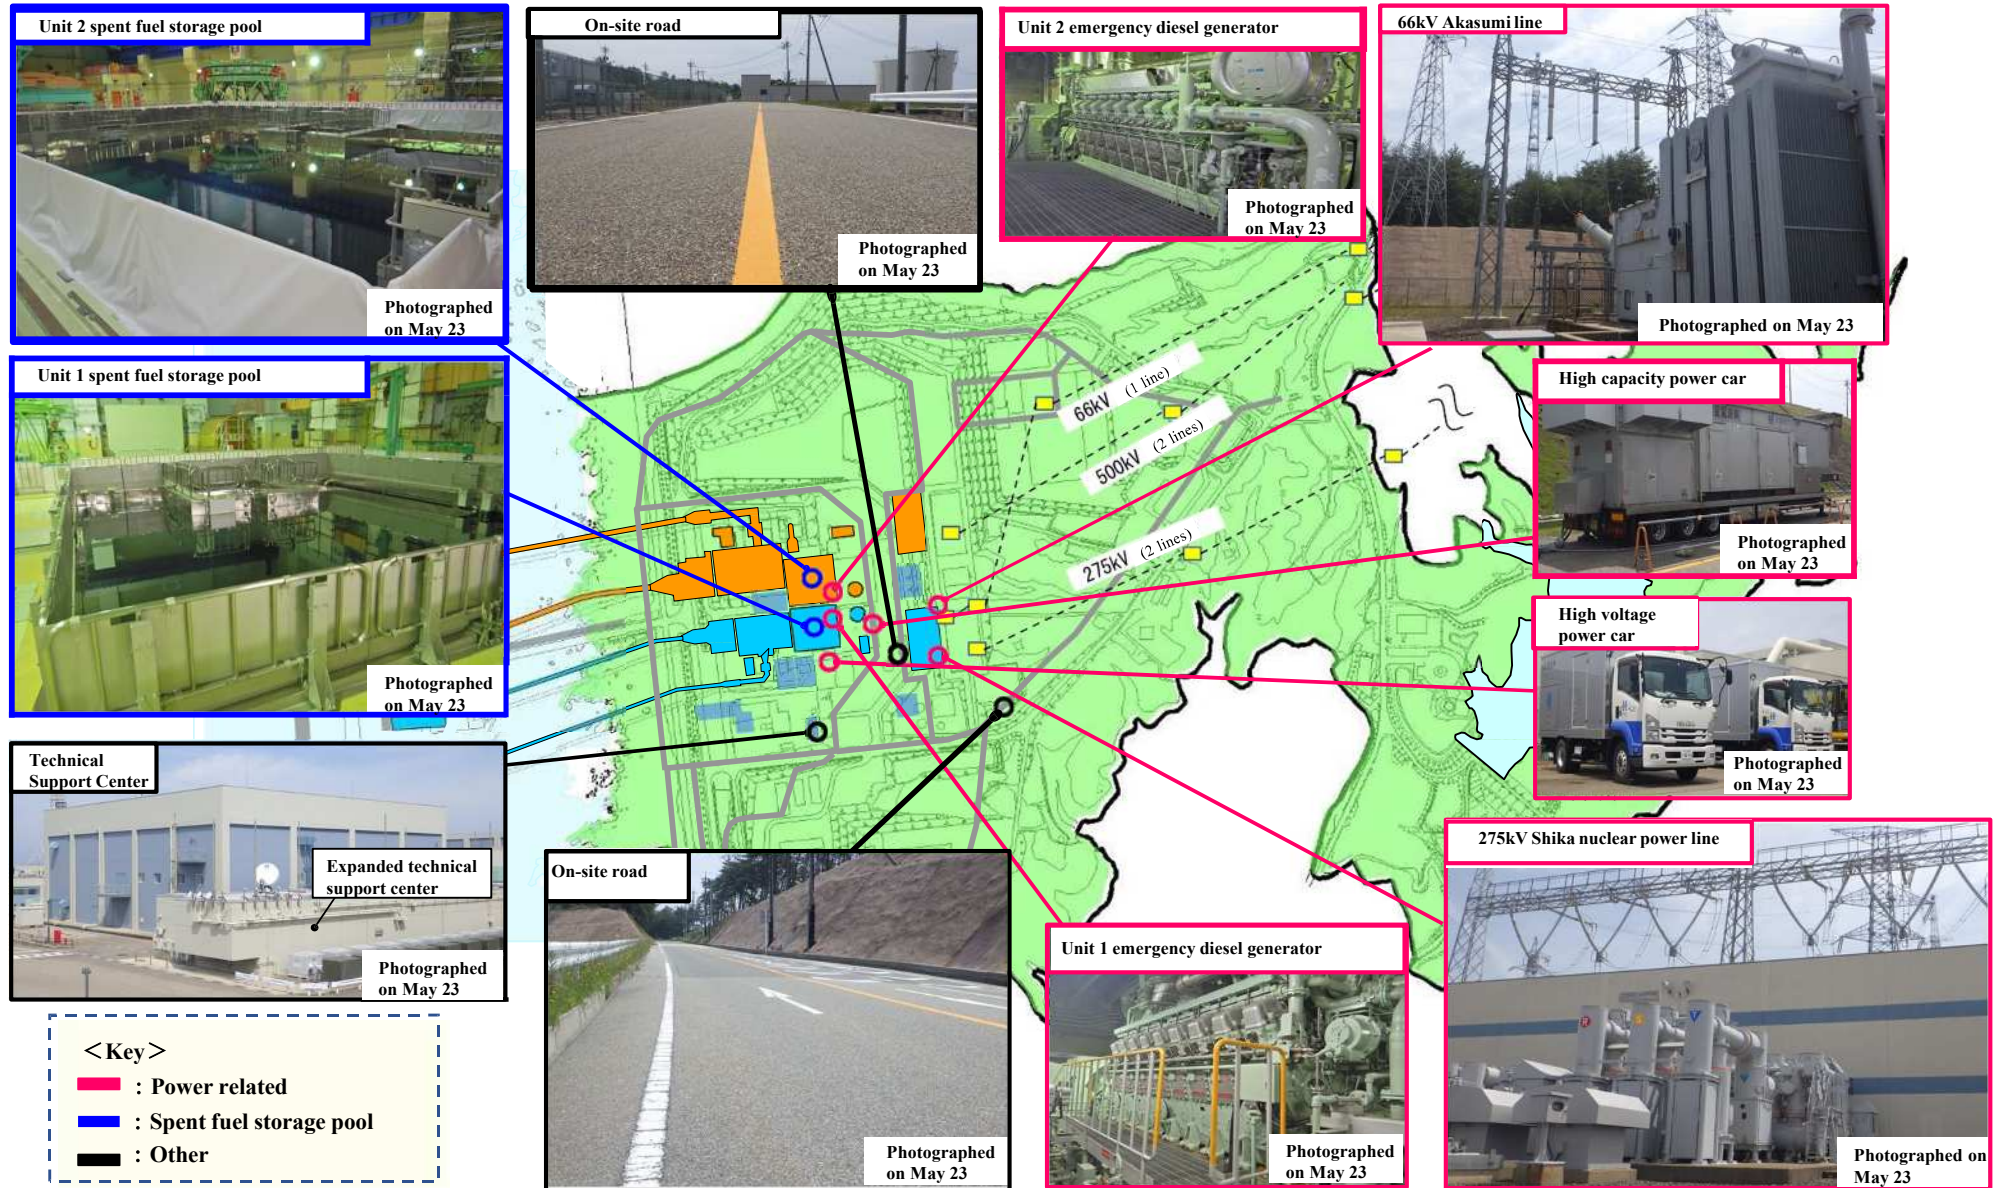 Unit 2 spent fuel storage pool
Photographed
on May 23
On-site road
Photographed
on May 23
Unit 2 emergency diesel generator
Photographed
on May 23
66kV Akasumi line
Photographed on May 23
Unit 1 spent fuel storage pool
Photographed
on May 23
66kV (1 line)
500kV (2 lines)
275kV (2 lines)
High capacity power car
Photographed
on May 23
High voltage
power car
Photographed
on May 23
Technical
Support Center
Expanded technical
support center
Photographed
on May 23
On-site road
Photographed
on May 23
Unit 1 emergency diesel generator
Photographed
on May 23
275kV Shika nuclear power line
Photographed on
May 23
<Key>
: Power related
: Spent fuel storage pool
: Other